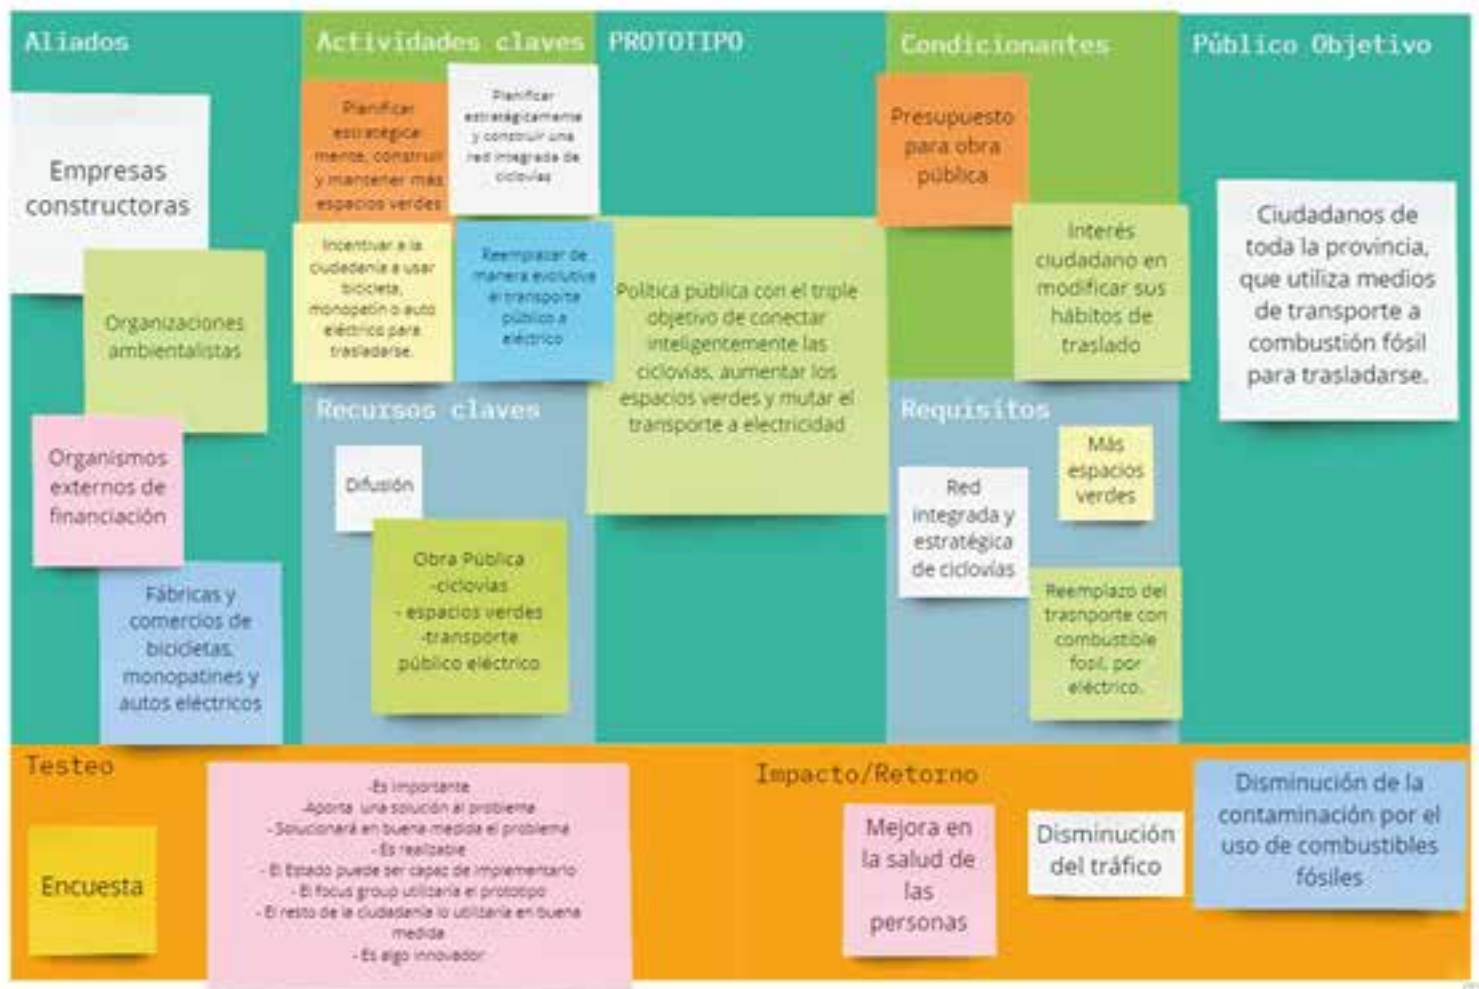 Aliados
Empresas
constructoras
Organizaciones
ambientalistas
Organismos
externos de
financiación
Fábricas y
comercios de
bicicletas,
monopatines y
autos eléctricos
Actividades claves
Planificar
estratégica-
mente, construir
y mantener más
espacios verdes
Planificar
estratégicamente
y construir una
red integrada de
ciclovías
Incentivar a la
ciudadanía a usar
bicicleta,
monopatín o auto
eléctrico para
trasladarse.
Reemplazar de
manera evolutiva
el transporte
público a
eléctrico
Recursos claves
Difusión
Obra Pública
-ciclovías
- espacios verdes
-transporte
público eléctrico
PROTOTIPO
Política pública con el triple
objetivo de conectar
inteligentemente las
ciclovías, aumentar los
espacios verdes y mutar el
transporte a electricidad
Condicionantes
Presupuesto
para obra
pública
Interés
ciudadano en
modificar sus
hábitos de
traslado
Requisitos
Más
espacios
verdes
Red
integrada y
estratégica
de ciclovías
Reemplazo del
trasnporte con
combustible
fosil, por
eléctrico.
Público Objetivo
Ciudadanos de
toda la provincia,
que utiliza medios
de transporte a
combustión fósil
para trasladarse.
Testeo
Encuesta
-Es importante
-Aporta una solución al problema
- Solucionará en buena medida el problema
- Es realizable
- El Estado puede ser capaz de implementarlo
- El focus group utilizaría el prototipo
- El resto de la ciudadanía lo utilizaría en buena
medida
- Es algo innovador
Impacto/Retorno
Mejora en
la salud de
las
personas
Disminución
del tráfico
Disminución de la
contaminación por el
uso de combustibles
fósiles